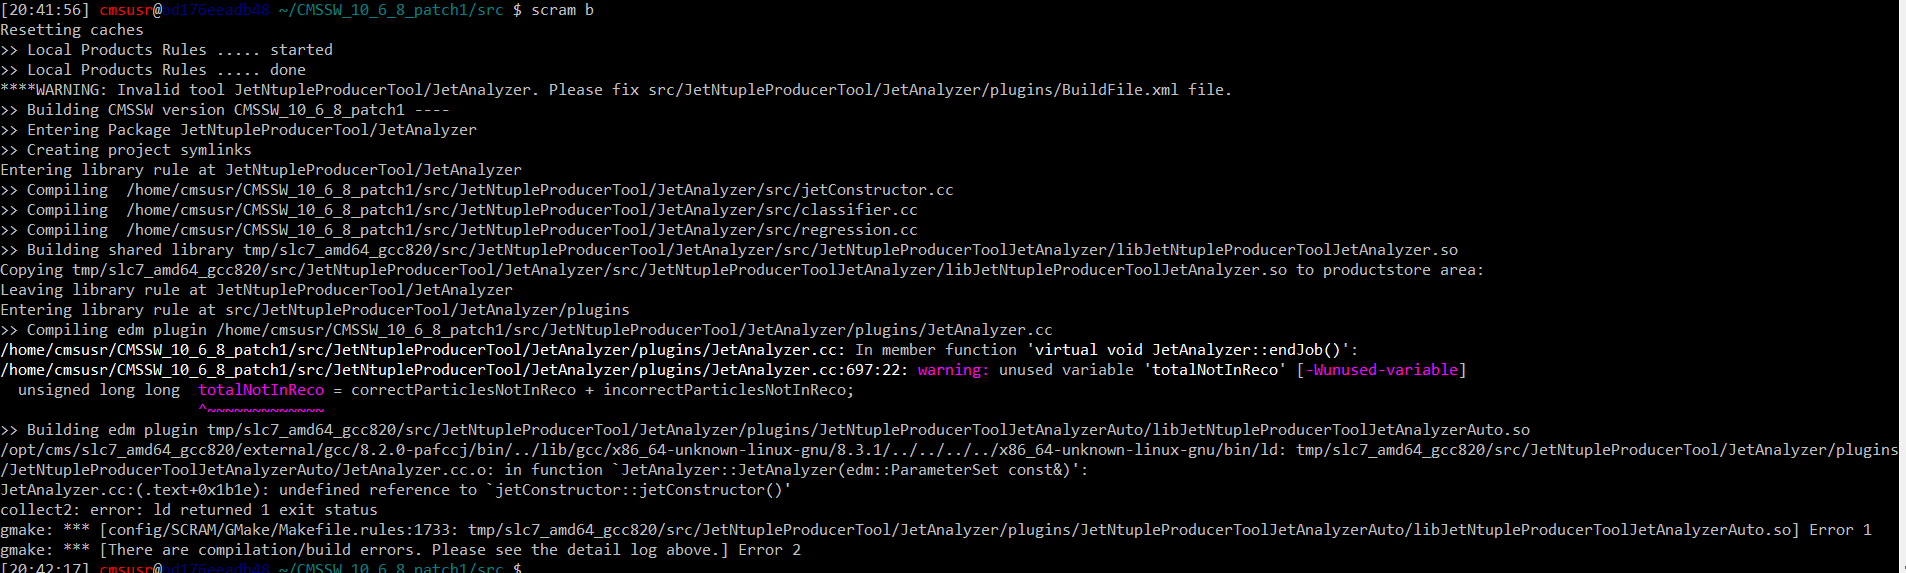 [20:41:56] cmsusr@bd176eeadb48 ~/CMSSW_10_6_8_patch1/src $ scram b
Resetting caches
>> Local Products Rules ..... started
>> Local Products Rules ..... done
****WARNING: Invalid tool JetNtupleProducerTool/JetAnalyzer. Please fix src/JetNtupleProducerTool/JetAnalyzer/plugins/BuildFile.xml file.
>> Building CMSSW version CMSSW_10_6_8_patch1 ----
>> Entering Package JetNtupleProducerTool/JetAnalyzer
>> Creating project symlinks
Entering library rule at JetNtupleProducerTool/JetAnalyzer
>> Compiling  /home/cmsusr/CMSSW_10_6_8_patch1/src/JetNtupleProducerTool/JetAnalyzer/src/jetConstructor.cc
>> Compiling  /home/cmsusr/CMSSW_10_6_8_patch1/src/JetNtupleProducerTool/JetAnalyzer/src/classifier.cc
>> Compiling  /home/cmsusr/CMSSW_10_6_8_patch1/src/JetNtupleProducerTool/JetAnalyzer/src/regression.cc
>> Building shared library tmp/slc7_amd64_gcc820/src/JetNtupleProducerTool/JetAnalyzer/src/JetNtupleProducerToolJetAnalyzer/libJetNtupleProducerToolJetAnalyzer.so
Copying tmp/slc7_amd64_gcc820/src/JetNtupleProducerTool/JetAnalyzer/src/JetNtupleProducerToolJetAnalyzer/libJetNtupleProducerToolJetAnalyzer.so to productstore area:
Leaving library rule at JetNtupleProducerTool/JetAnalyzer
Entering library rule at src/JetNtupleProducerTool/JetAnalyzer/plugins
>> Compiling edm plugin /home/cmsusr/CMSSW_10_6_8_patch1/src/JetNtupleProducerTool/JetAnalyzer/plugins/JetAnalyzer.cc
/home/cmsusr/CMSSW_10_6_8_patch1/src/JetNtupleProducerTool/JetAnalyzer/plugins/JetAnalyzer.cc: In member function 'virtual void JetAnalyzer::endJob()':
/home/cmsusr/CMSSW_10_6_8_patch1/src/JetNtupleProducerTool/JetAnalyzer/plugins/JetAnalyzer.cc:697:22: warning: unused variable 'totalNotInReco' [-Wunused-variable]
  unsigned long long  totalNotInReco = correctParticlesNotInReco + incorrectParticlesNotInReco;
                      ^~~~~~~~~~~~~~
>> Building edm plugin tmp/slc7_amd64_gcc820/src/JetNtupleProducerTool/JetAnalyzer/plugins/JetNtupleProducerToolJetAnalyzerAuto/libJetNtupleProducerToolJetAnalyzerAuto.so
/opt/cms/slc7_amd64_gcc820/external/gcc/8.2.0-pafccj/bin/../lib/gcc/x86_64-unknown-linux-gnu/8.3.1/../../../../x86_64-unknown-linux-gnu/bin/ld: tmp/slc7_amd64_gcc820/src/JetNtupleProducerTool/JetAnalyzer/plugins
/JetNtupleProducerToolJetAnalyzerAuto/JetAnalyzer.cc.o: in function `JetAnalyzer::JetAnalyzer(edm::ParameterSet const&)':
JetAnalyzer.cc:(.text+0x1b1e): undefined reference to `jetConstructor::jetConstructor()'
collect2: error: ld returned 1 exit status
gmake: *** [config/SCRAM/GMake/Makefile.rules:1733: tmp/slc7_amd64_gcc820/src/JetNtupleProducerTool/JetAnalyzer/plugins/JetNtupleProducerToolJetAnalyzerAuto/libJetNtupleProducerToolJetAnalyzerAuto.so] Error 1
gmake: *** [There are compilation/build errors. Please see the detail log above.] Error 2
[20:42:17] cmsusr@bd176eeadb48 ~/CMSSW_10_6_8_patch1/src $